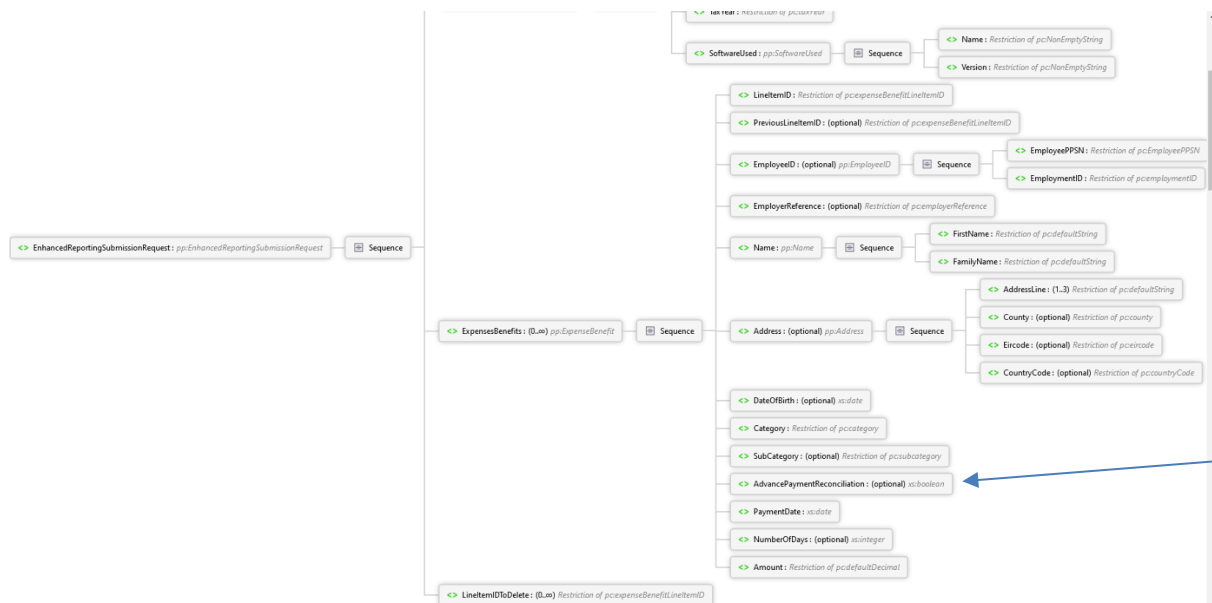 TaxYear : Restriction of pc:taxYear
SoftwareUsed : pp:SoftwareUsed
Sequence
Name : Restriction of pc:NonEmptyString
Version : Restriction of pc:NonEmptyString
LineItemID : Restriction of pc:expenseBenefitLineItemID
PreviousLineItemID : (optional) Restriction of pc:expenseBenefitLineItemID
EmployeeID : (optional) pp:EmployeeID
Sequence
EmployeePPSN : Restriction of pc:EmployeePPSN
EmploymentID : Restriction of pc:employmentID
EmployerReference : (optional) Restriction of pc:employerReference
EnhancedReportingSubmissionRequest : pp:EnhancedReportingSubmissionRequest
Sequence
Name : pp:Name
Sequence
FirstName : Restriction of pc:defaultString
FamilyName : Restriction of pc:defaultString
ExpensesBenefits : (0..∞) pp:ExpenseBenefit
Sequence
Address : (optional) pp:Address
Sequence
AddressLine : (1..3) Restriction of pc:defaultString
County : (optional) Restriction of pc:county
Eircode : (optional) Restriction of pc:eircode
CountryCode : (optional) Restriction of pc:countryCode
DateOfBirth : (optional) xs:date
Category : Restriction of pc:category
SubCategory : (optional) Restriction of pc:subcategory
AdvancePaymentReconciliation : (optional) xs:boolean
PaymentDate : xs:date
NumberOfDays : (optional) xs:integer
Amount : Restriction of pc:defaultDecimal
LineItemIDToDelete : (0..∞) Restriction of pc:expenseBenefitLineItemID